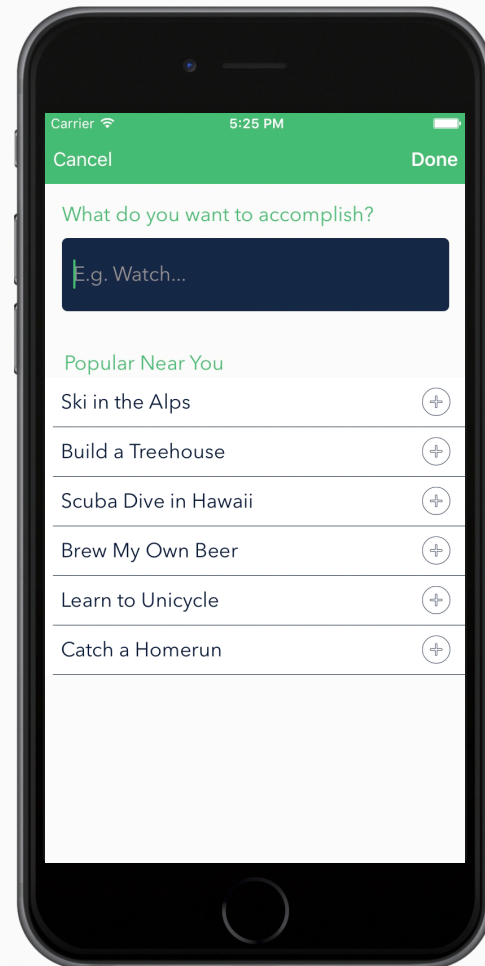 Carrier 5:25 PM
Cancel Done
What do you want to accomplish?
E.g. Watch...
Popular Near You
Ski in the Alps
Build a Treehouse
Scuba Dive in Hawaii
Brew My Own Beer
Learn to Unicycle
Catch a Homerun